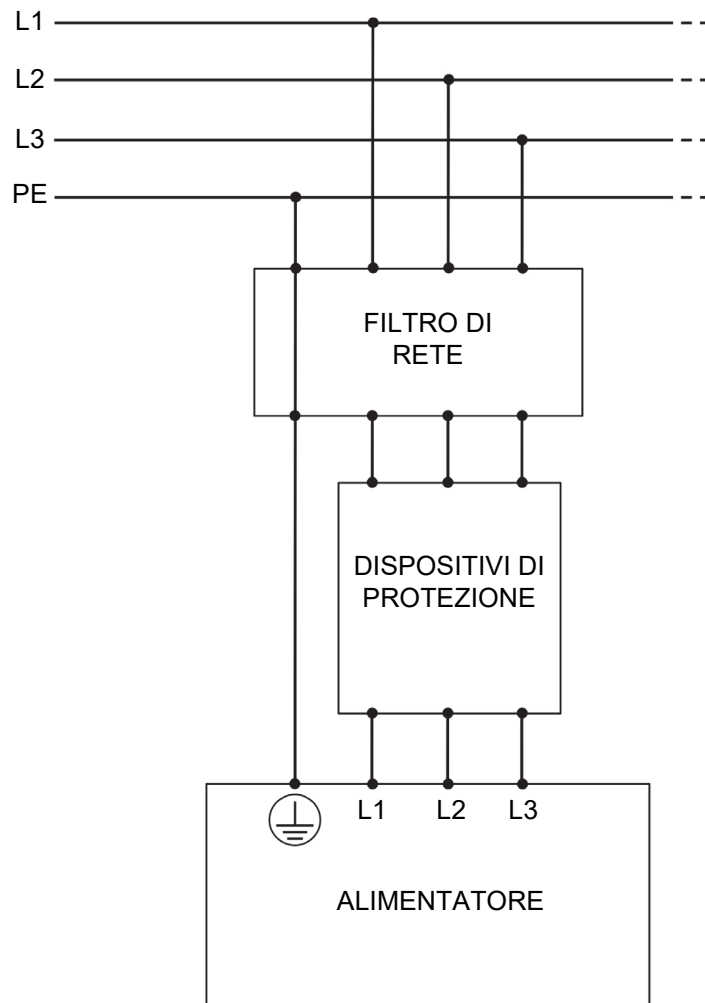 L1
L2
L3
PE
FILTRO DI
RETE
DISPOSITIVI DI
PROTEZIONE
L1 L2 L3
ALIMENTATORE